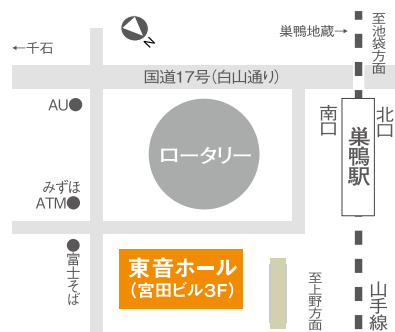 N
←千石
巣鴨地蔵→
至池袋方面
国道17号(白山通り)
AU
ロータリー
南口
北口
巣鴨駅
みずほ
ATM
富士そば
東音ホール
(宮田ビル3F)
至上野方面
山手線